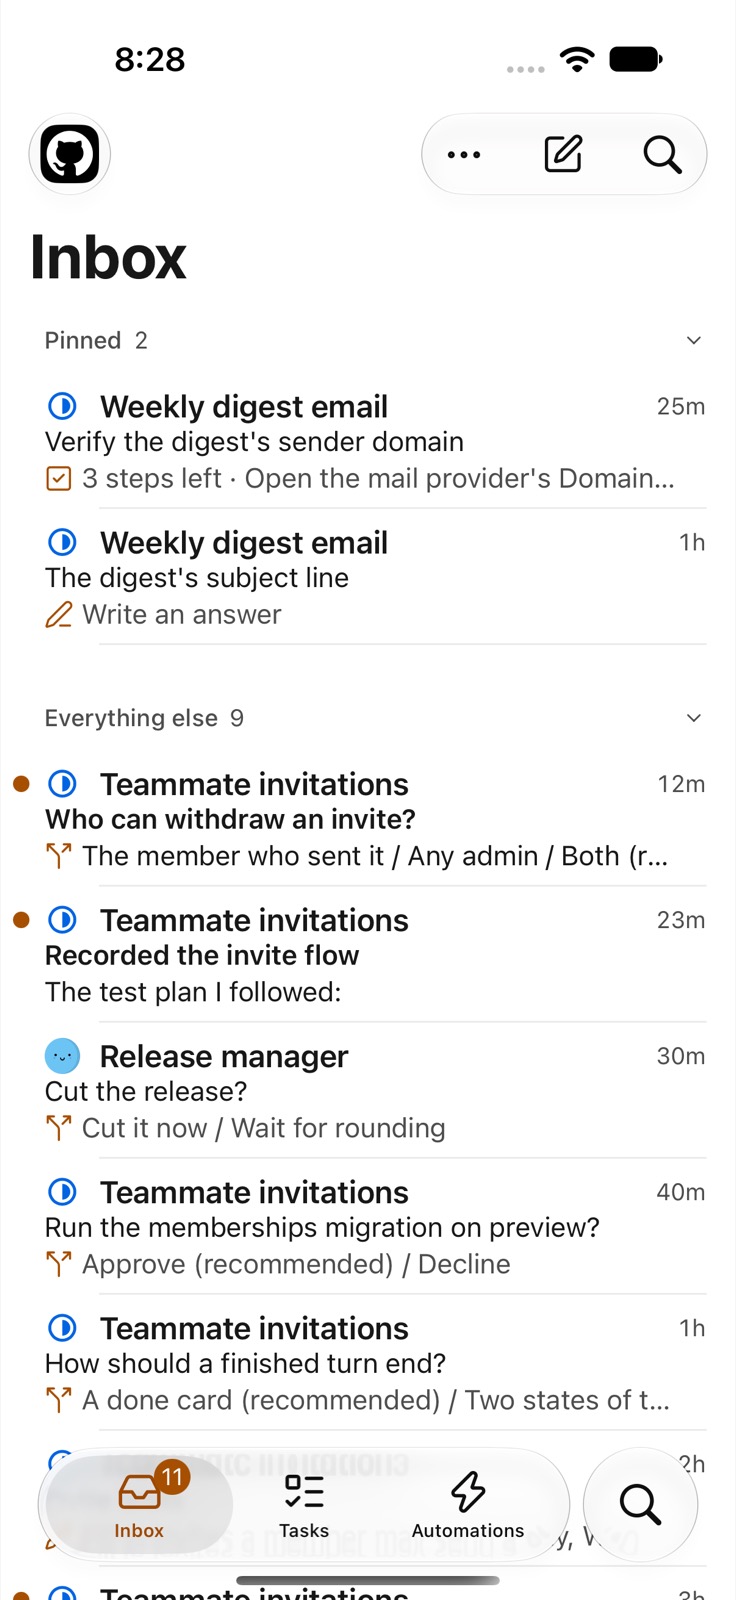 8:28
Inbox
Pinned 2
Weekly digest email 25m
Verify the digest's sender domain
3 steps left · Open the mail provider's Domain...
Weekly digest email 1h
The digest's subject line
Write an answer
Everything else 9
Teammate invitations 12m
Who can withdraw an invite?
The member who sent it / Any admin / Both (r...
Teammate invitations 23m
Recorded the invite flow
The test plan I followed:
Release manager 30m
Cut the release?
Cut it now / Wait for rounding
Teammate invitations 40m
Run the memberships migration on preview?
Approve (recommended) / Decline
Teammate invitations 1h
How should a finished turn end?
A done card (recommended) / Two states of t...
Teammate invitations 2h
11
Inbox Tasks Automations
Teammate invitations 3h